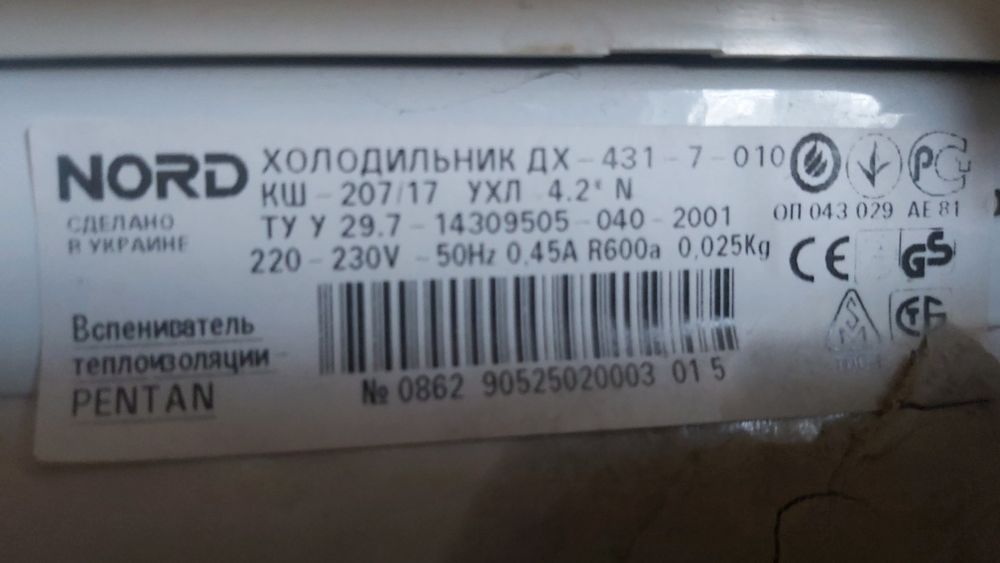 NORD
СДЕЛАНО
В УКРАИНЕ
ХОЛОДИЛЬНИК ДХ - 431 - 7 - 010
КШ - 207/17 УХЛ 4.2* N
ТУ У 29.7 - 14309505 - 040 - 2001
220 - 230V - 50Hz 0.45A R600a 0,025Kg
ОП 043 029 АЕ 81
PC
CE
GS
S
M
Вспениватель
теплоизоляции
PENTAN
№ 0862 90525020003 01 5